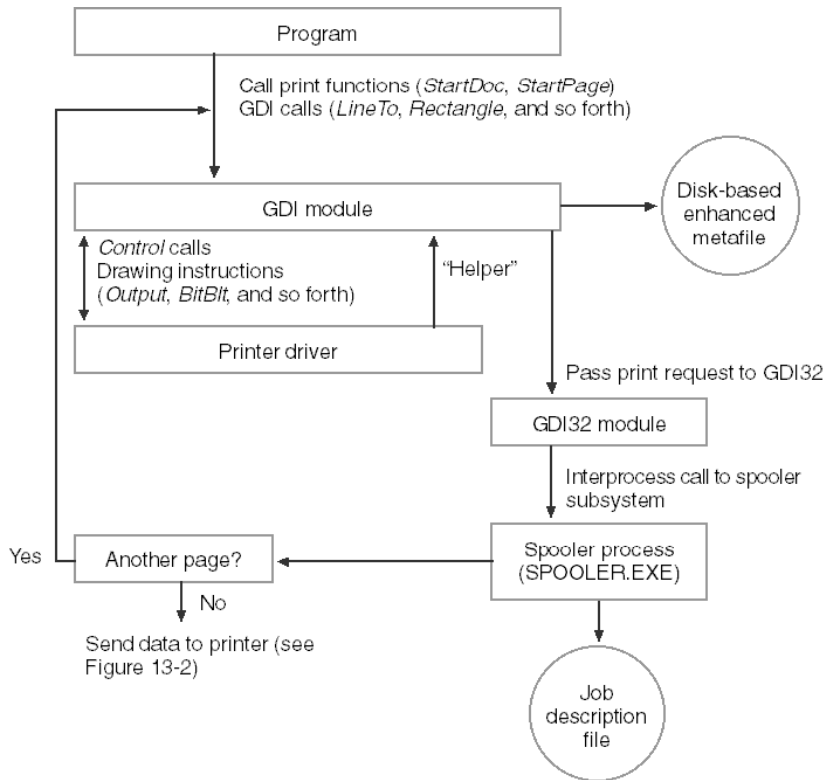 Program
Call print functions (StartDoc, StartPage)
GDI calls (LineTo, Rectangle, and so forth)
GDI module
Disk-based
enhanced
metafile
Control calls
Drawing instructions
(Output, BitBlt, and so forth)
“Helper”
Printer driver
Pass print request to GDI32
GDI32 module
Interprocess call to spooler
subsystem
Yes
Another page?
Spooler process
(SPOOLER.EXE)
No
Send data to printer (see
Figure 13-2)
Job
description
file